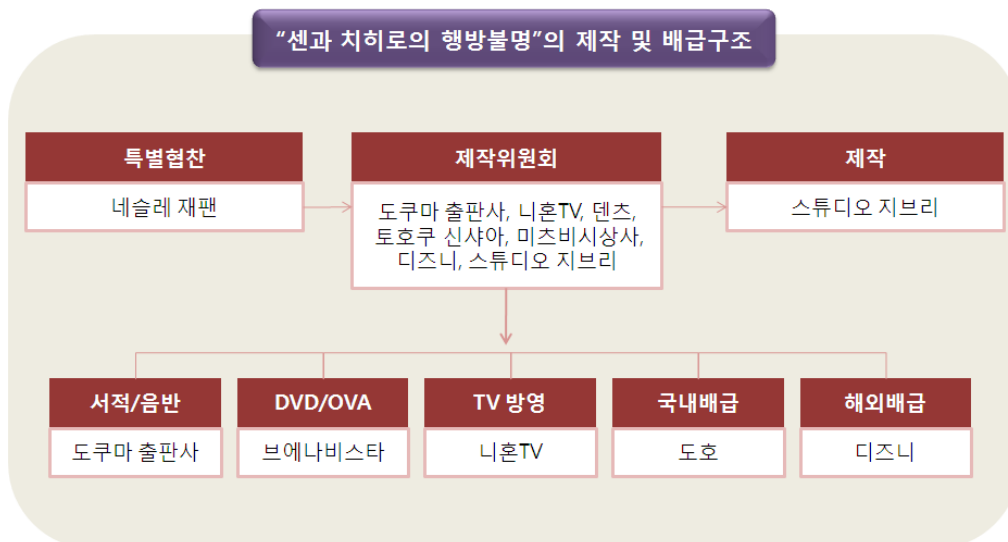 “센과 치히로의 행방불명”의 제작 및 배급구조
특별협찬
네슬레 재팬
제작위원회
도쿠마 출판사, 니혼TV, 덴츠,
토호쿠 신샤아, 미츠비시상사,
디즈니, 스튜디오 지브리
제작
스튜디오 지브리
서적/음반
도쿠마 출판사
DVD/OVA
브에나비스타
TV 방영
니혼TV
국내배급
도호
해외배급
디즈니